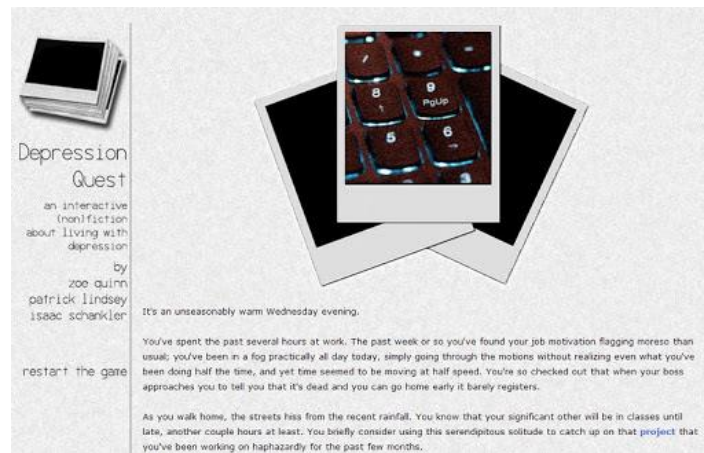 Depression
Quest
an interactive
(non)fiction
about living with
depression
by
zoe quinn
patrick lindsey
isaac schankler
restart the game
/
*
-
8
↑
9
PgUp
5
6
→
3
It's an unseasonably warm Wednesday evening.
You've spent the past several hours at work. The past week or so you've found your job motivation flagging moreso than
usual; you've been in a fog practically all day today, simply going through the motions without realizing even what you've
been doing half the time, and yet time seemed to be moving at half speed. You're so checked out that when your boss
approaches you to tell you that it's dead and you can go home early it barely registers.
As you walk home, the streets hiss from the recent rainfall. You know that your significant other will be in classes until
late, another couple hours at least. You briefly consider using this serendipitous solitude to catch up on that project that
you've been working on haphazardly for the past few months.